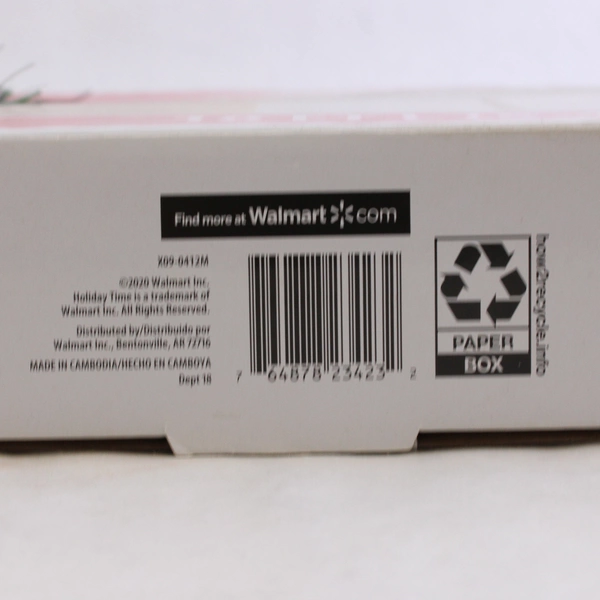 Find more at Walmart.com
X09-0412M
©2020 Walmart Inc.
Holiday Time is a trademark of
Walmart Inc. All Rights Reserved.
Distributed by/Distribuido por
Walmart Inc., Bentonville, AR 72716
MADE IN CAMBODIA/HECHO EN CAMBOYA
Dept 18
7 64878 23423 2
PAPER
BOX
how2recycle.info